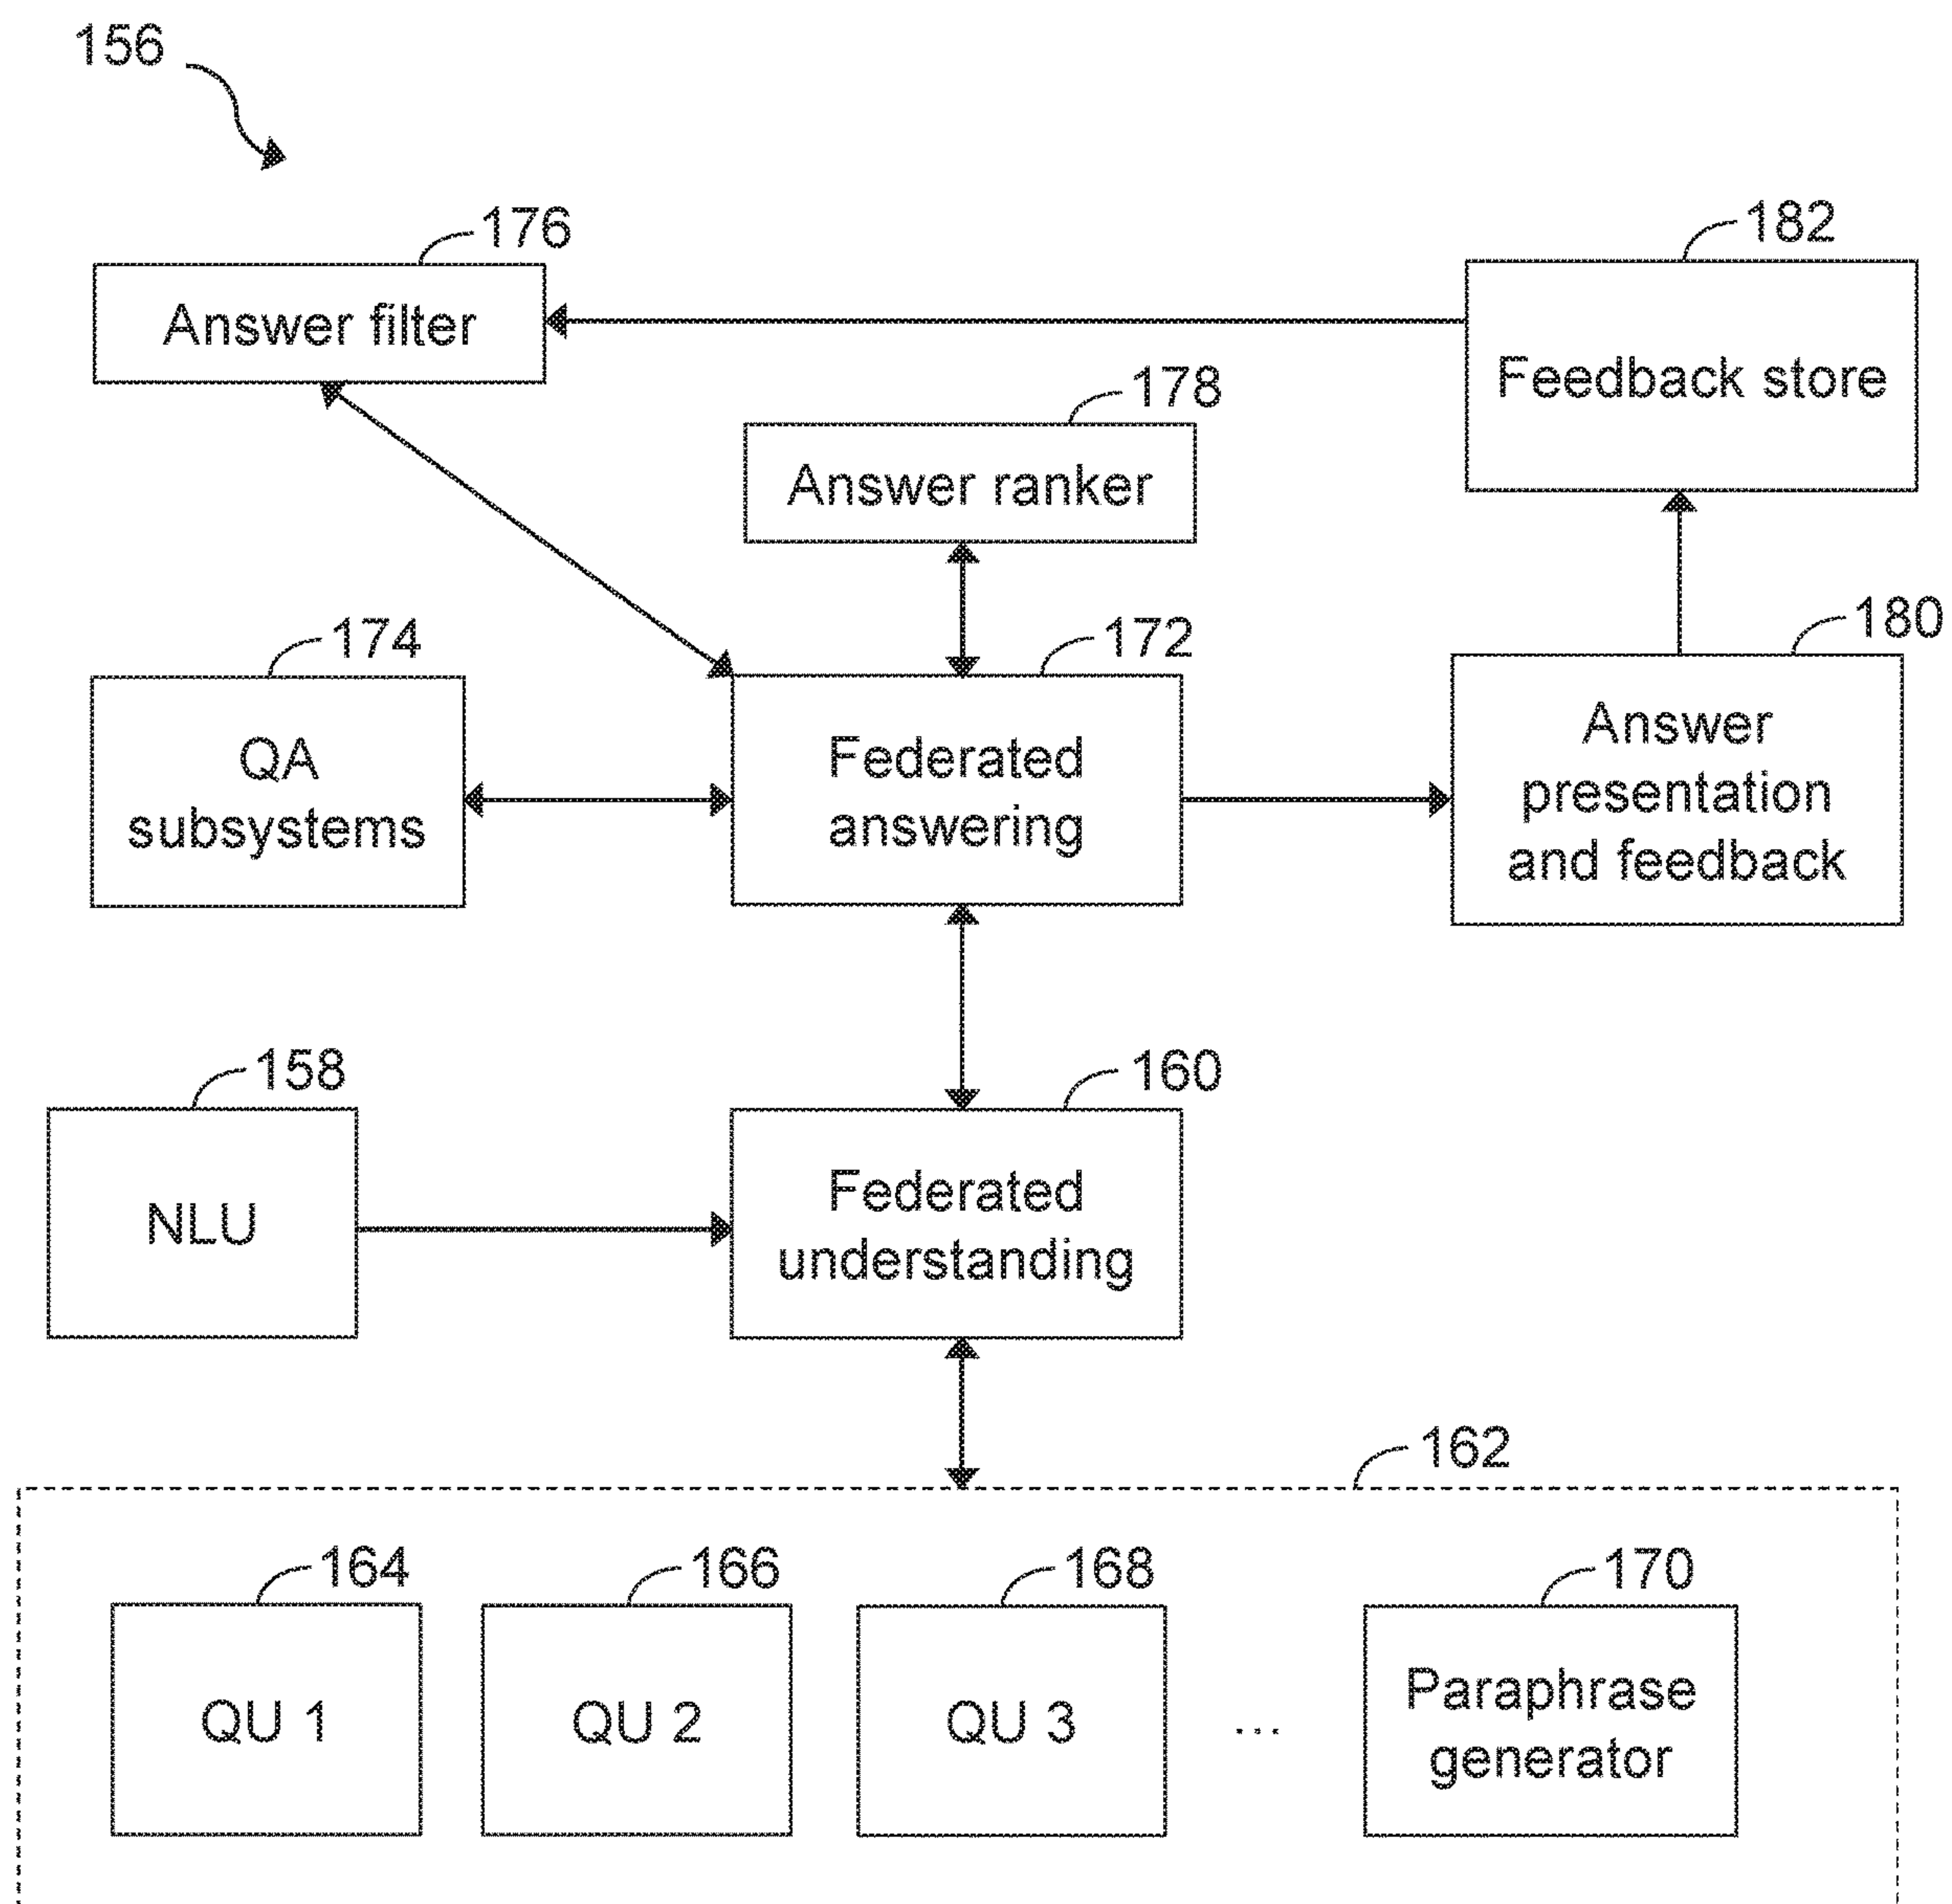 156
176
182
Answer filter
Feedback store
178
Answer ranker
174
172
180
QA
subsystems
Federated
answering
Answer
presentation
and feedback
158
160
NLU
Federated
understanding
162
164
166
168
170
QU 1
QU 2
QU 3
...
Paraphrase
generator